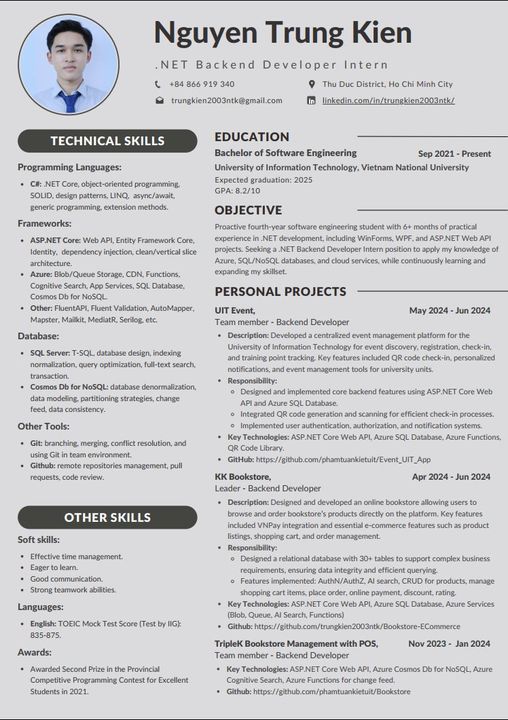 Nguyen Trung Kien
.NET Backend Developer Intern
+84 866 919 340
Thu Duc District, Ho Chi Minh City
trungkien2003ntk@gmail.com
linkedin.com/in/trungkien2003ntk/
TECHNICAL SKILLS
Programming Languages:
C#: .NET Core, object-oriented programming,
SOLID, design patterns, LINQ, async/await,
generic programming, extension methods.
Frameworks:
ASP.NET Core: Web API, Entity Framework Core,
Identity, dependency injection, clean/vertical slice
architecture.
Azure: Blob/Queue Storage, CDN, Functions,
Cognitive Search, App Services, SQL Database,
Cosmos Db for NoSQL.
Other: FluentAPI, Fluent Validation, AutoMapper,
Mapster, Mailkit, MediatR, Serilog, etc.
Database:
SQL Server: T-SQL, database design, indexing
normalization, query optimization, full-text search,
transaction.
Cosmos Db for NoSQL: database denormalization,
data modeling, partitioning strategies, change
feed, data consistency.
Other Tools:
Git: branching, merging, conflict resolution, and
using Git in team environment.
Github: remote repositories management, pull
requests, code review.
OTHER SKILLS
Soft skills:
Effective time management.
Eager to learn.
Good communication.
Strong teamwork abilities.
Languages:
English: TOEIC Mock Test Score (Test by IIG):
835-875.
Awards:
Awarded Second Prize in the Provincial
Competitive Programming Contest for Excellent
Students in 2021.
EDUCATION
Bachelor of Software Engineering Sep 2021 - Present
University of Information Technology, Vietnam National University
Expected graduation: 2025
GPA: 8.2/10
OBJECTIVE
Proactive fourth-year software engineering student with 6+ months of practical
experience in .NET development, including WinForms, WPF, and ASP.NET Web API
projects. Seeking a .NET Backend Developer Intern position to apply my knowledge of
Azure, SQL/NoSQL databases, and cloud services, while continuously learning and
expanding my skillset.
PERSONAL PROJECTS
UIT Event, May 2024 - Jun 2024
Team member - Backend Developer
Description: Developed a centralized event management platform for the
University of Information Technology for event discovery, registration, check-in,
and training point tracking. Key features included QR code check-in, personalized
notifications, and event management tools for university units.
Responsibility:
Designed and implemented core backend features using ASP.NET Core Web
API and Azure SQL Database.
Integrated QR code generation and scanning for efficient check-in processes.
Implemented user authentication, authorization, and notification systems.
Key Technologies: ASP.NET Core Web API, Azure SQL Database, Azure Functions,
QR Code Library.
GitHub: https://github.com/phamtuankietuit/Event_UIT_App
KK Bookstore, Apr 2024 - Jun 2024
Leader - Backend Developer
Description: Designed and developed an online bookstore allowing users to
browse and order bookstore's products directly on the platform. Key features
included VNPay integration and essential e-commerce features such as product
listings, shopping cart, and order management.
Responsibility:
Designed a relational database with 30+ tables to support complex business
requirements, ensuring data integrity and efficient querying.
Features implemented: AuthN/AuthZ, AI search, CRUD for products, manage
shopping cart items, place order, online payment, discount, rating.
Key Technologies: ASP.NET Core Web API, Azure SQL Database, Azure Services
(Blob, Queue, AI Search, Functions)
Github: https://github.com/trungkien2003ntk/Bookstore-ECommerce
TripleK Bookstore Management with POS, Nov 2023 - Jan 2024
Team member - Backend Developer
Key Technologies: ASP.NET Core Web API, Azure Cosmos Db for NoSQL, Azure
Cognitive Search, Azure Functions for change feed.
Github: https://github.com/phamtuankietuit/Bookstore